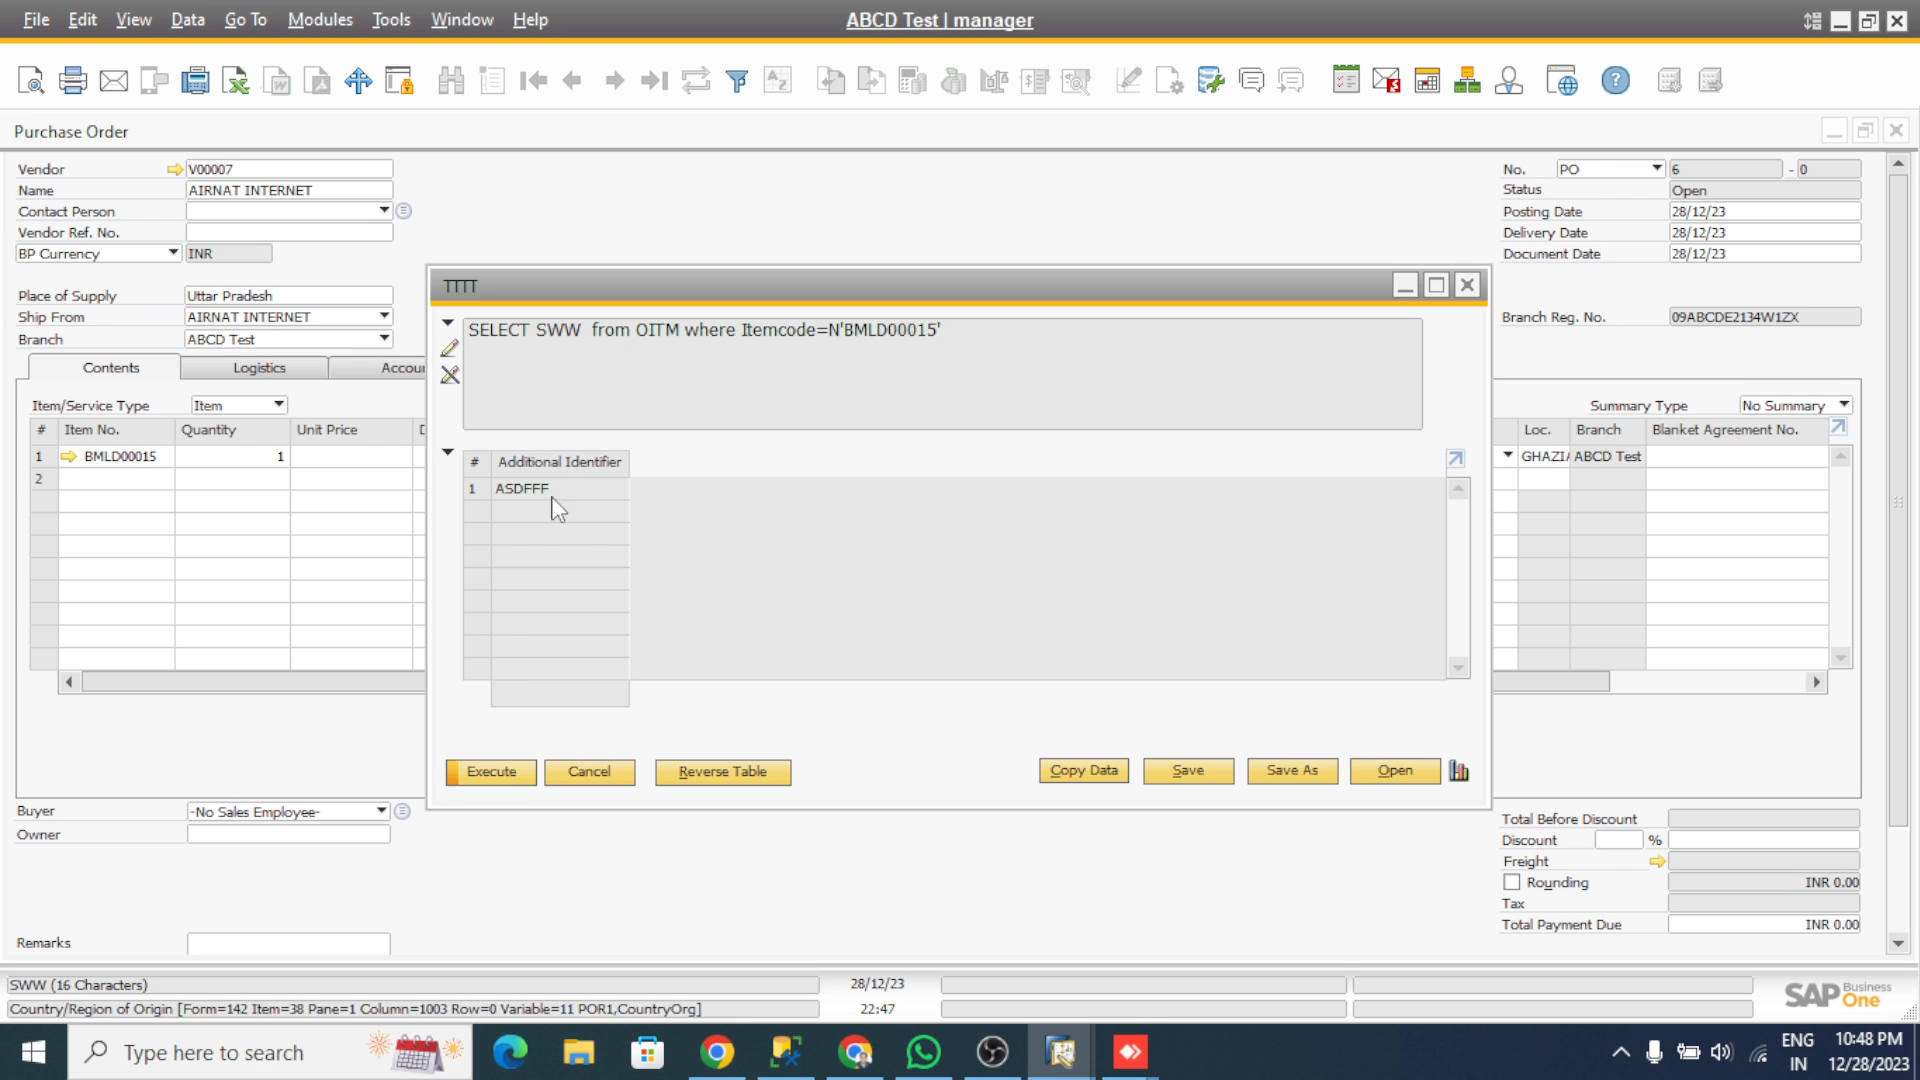 File Edit View Data Go To Modules Tools Window Help
ABCD Test | manager
Purchase Order
Vendor V00007
Name AIRNAT INTERNET
Contact Person
Vendor Ref. No.
BP Currency INR
Place of Supply Uttar Pradesh
Ship From AIRNAT INTERNET
Branch ABCD Test
No. PO 6 - 0
Status Open
Posting Date 28/12/23
Delivery Date 28/12/23
Document Date 28/12/23
Branch Reg. No. 09ABCDE2134W1ZX
Contents Logistics Accou
Item/Service Type Item
Summary Type No Summary
# Item No. Quantity Unit Price D
Loc. Branch Blanket Agreement No.
1 BMLD00015 1
GHAZIA ABCD Test
2
TTTT
SELECT SWW from OITM where Itemcode=N'BMLD00015'
# Additional Identifier
1 ASDFFF
Execute Cancel Reverse Table Copy Data Save Save As Open
Buyer -No Sales Employee-
Owner
Remarks
Total Before Discount
Discount %
Freight
Rounding INR 0.00
Tax
Total Payment Due INR 0.00
SWW (16 Characters) 28/12/23
Country/Region of Origin [Form=142 Item=38 Pane=1 Column=1003 Row=0 Variable=11 POR1,CountryOrg] 22:47
SAP Business One
Type here to search
ENG IN
10:48 PM
12/28/2023